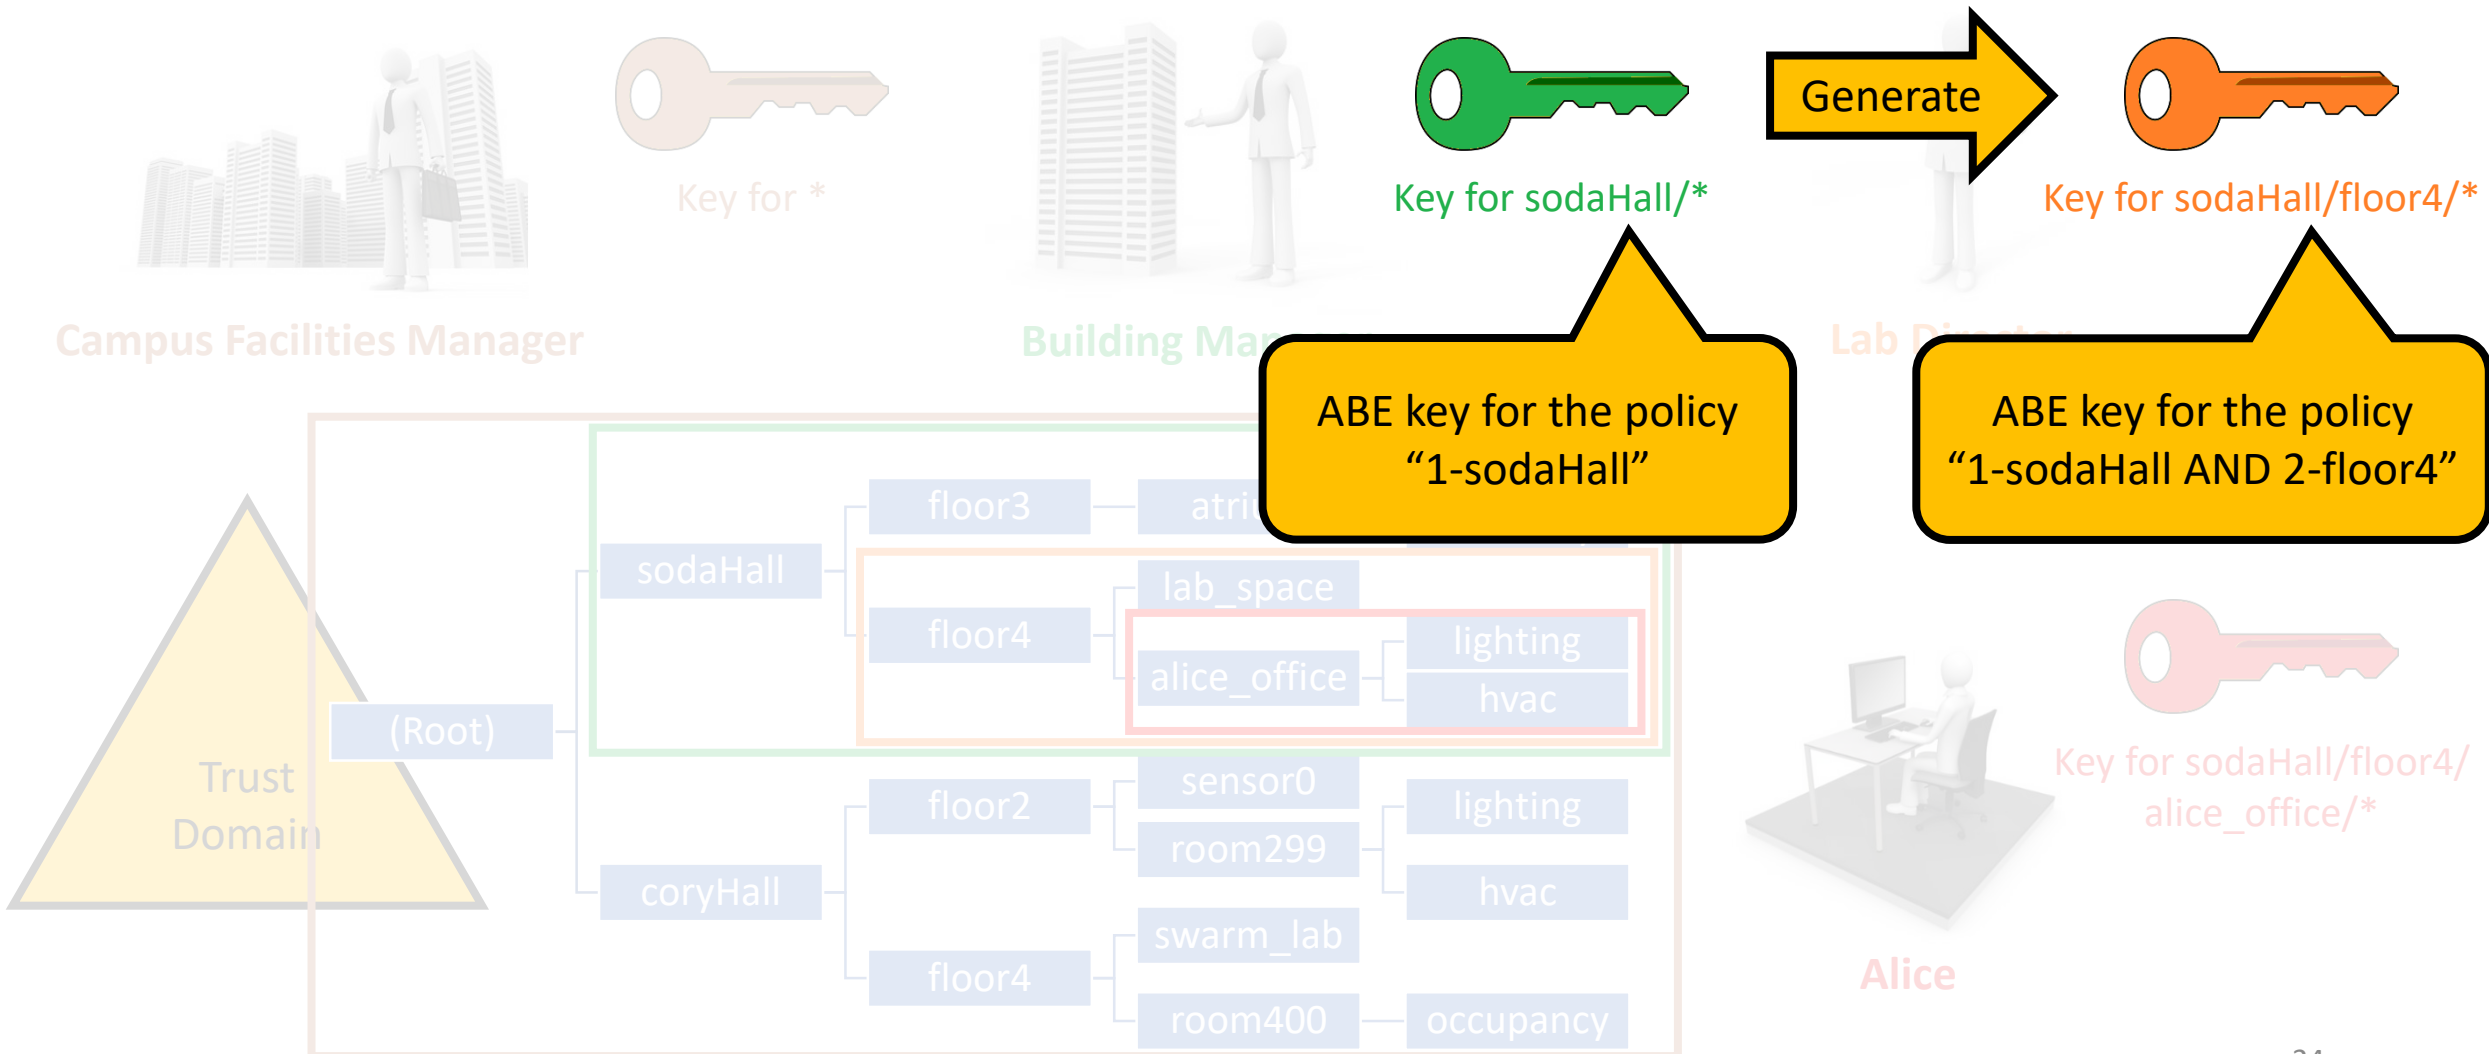 Generate
Key for *
Key for sodaHall/*
Key for sodaHall/floor4/*
Campus Facilities Manager
Building
Lab
ABE key for the policy
“1-sodaHall”
ABE key for the policy
“1-sodaHall AND 2-floor4”
Trust
Domain
(Root)
sodaHall
floor3
floor4
lab_space
alice_office
lighting
hvac
coryHall
floor2
sensor0
room299
lighting
hvac
floor4
swarm_lab
room400
occupancy
Key for sodaHall/floor4/
alice_office/*
Alice